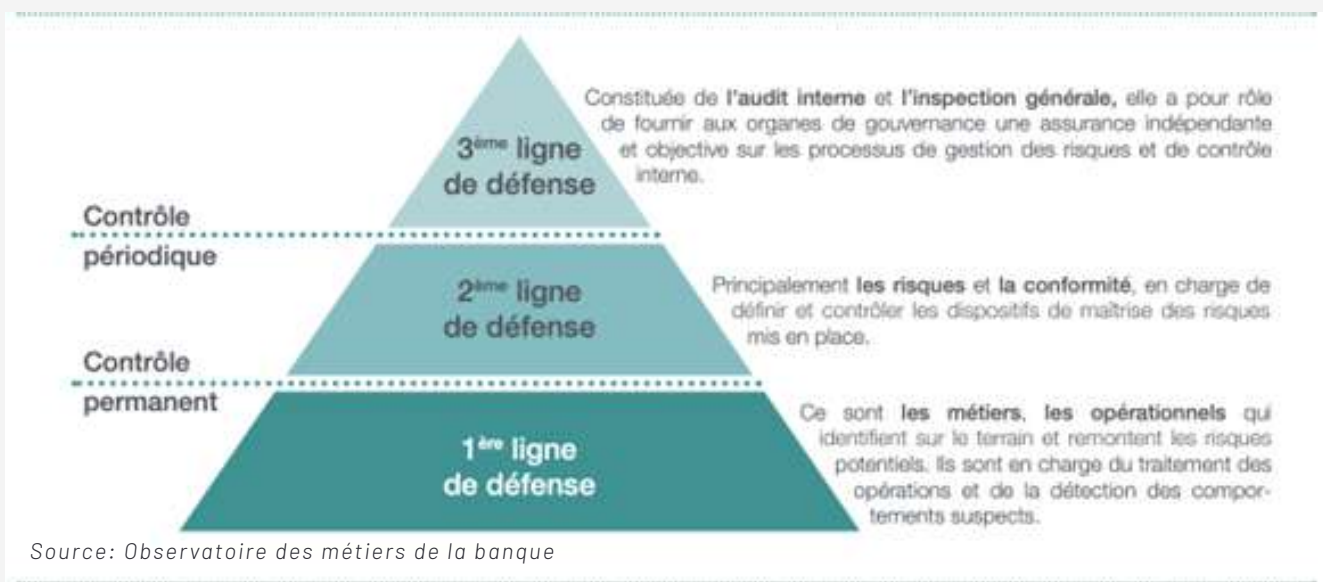 Constituée de l'audit interne et l'inspection générale, elle a pour rôle
de fournir aux organes de gouvernance une assurance indépendante
et objective sur les processus de gestion des risques et de contrôle
interne.
3ème ligne
de défense
Contrôle
périodique
2ème ligne
de défense
Principalement les risques et la conformité, en charge de
définir et contrôler les dispositifs de maîtrise des risques
mis en place.
Contrôle
permanent
1ère ligne
de défense
Ce sont les métiers, les opérationnels qui
identifient sur le terrain et remontent les risques
potentiels. Ils sont en charge du traitement des
opérations et de la détection des compor-
tements suspects.
Source: Observatoire des métiers de la banque